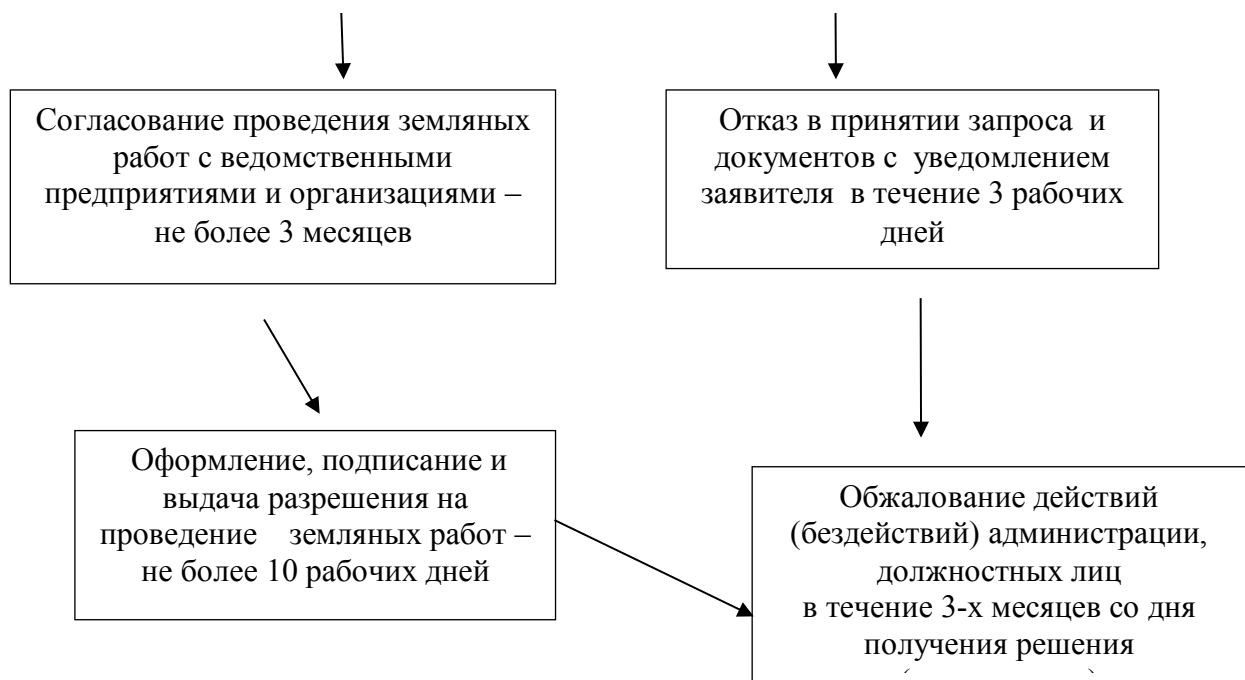 Согласование проведения земляных
работ с ведомственными
предприятиями и организациями –
не более 3 месяцев
Отказ в принятии запроса и
документов с уведомлением
заявителя в течение 3 рабочих
дней
Оформление, подписание и
выдача разрешения на
проведение земляных работ –
не более 10 рабочих дней
Обжалование действий
(бездействий) администрации,
должностных лиц
в течение 3-х месяцев со дня
получения решения